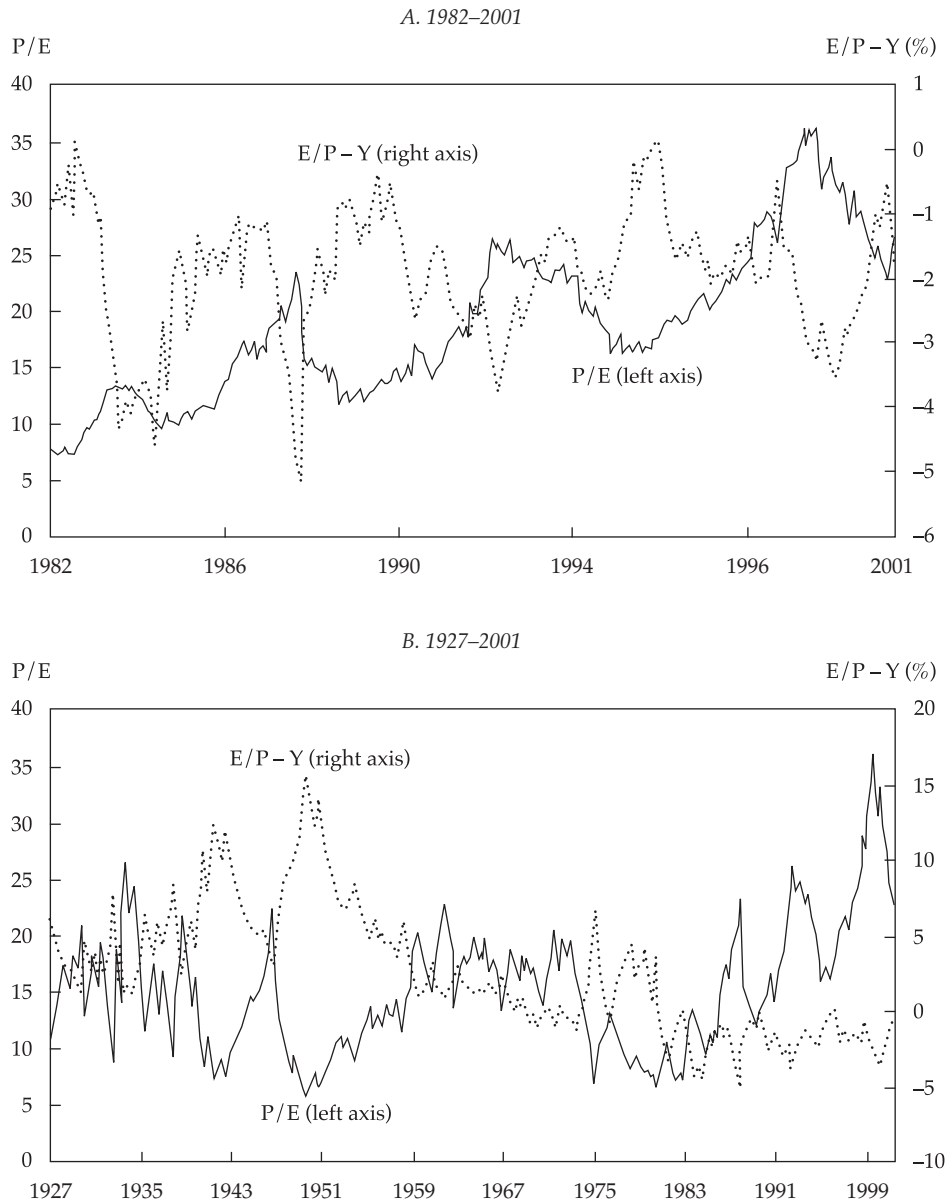 A. 1982–2001
P/E E/P – Y (%)
40 1
35 0
30 –1
25 –2
20 –3
15 –4
10 –5
5
0 –6
E/P – Y (right axis)
P/E (left axis)
1982 1986 1990 1994 1996 2001
B. 1927–2001
P/E E/P – Y (%)
40 20
35 15
30 10
25 5
20 0
15 –5
10
5
0 –10
E/P – Y (right axis)
P/E (left axis)
1927 1935 1943 1951 1959 1967 1975 1983 1991 1999